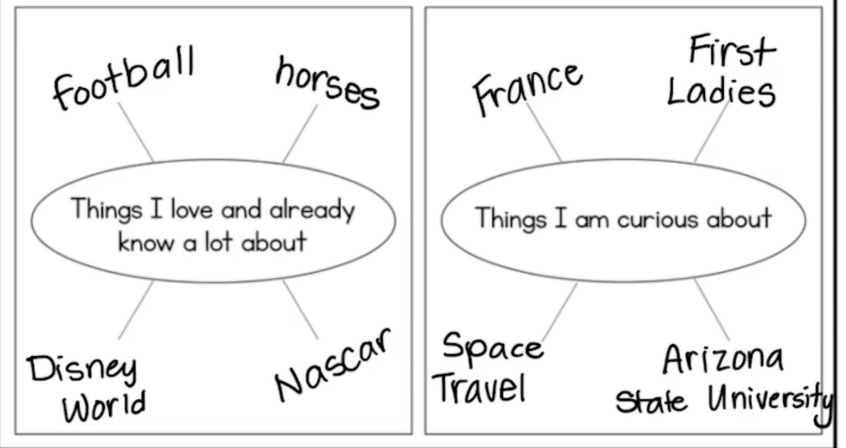 Football
horses
Things I love and already
know a lot about
Disney
World
Nascar
France
First
Ladies
Things I am curious about
Space
Travel
Arizona
State University